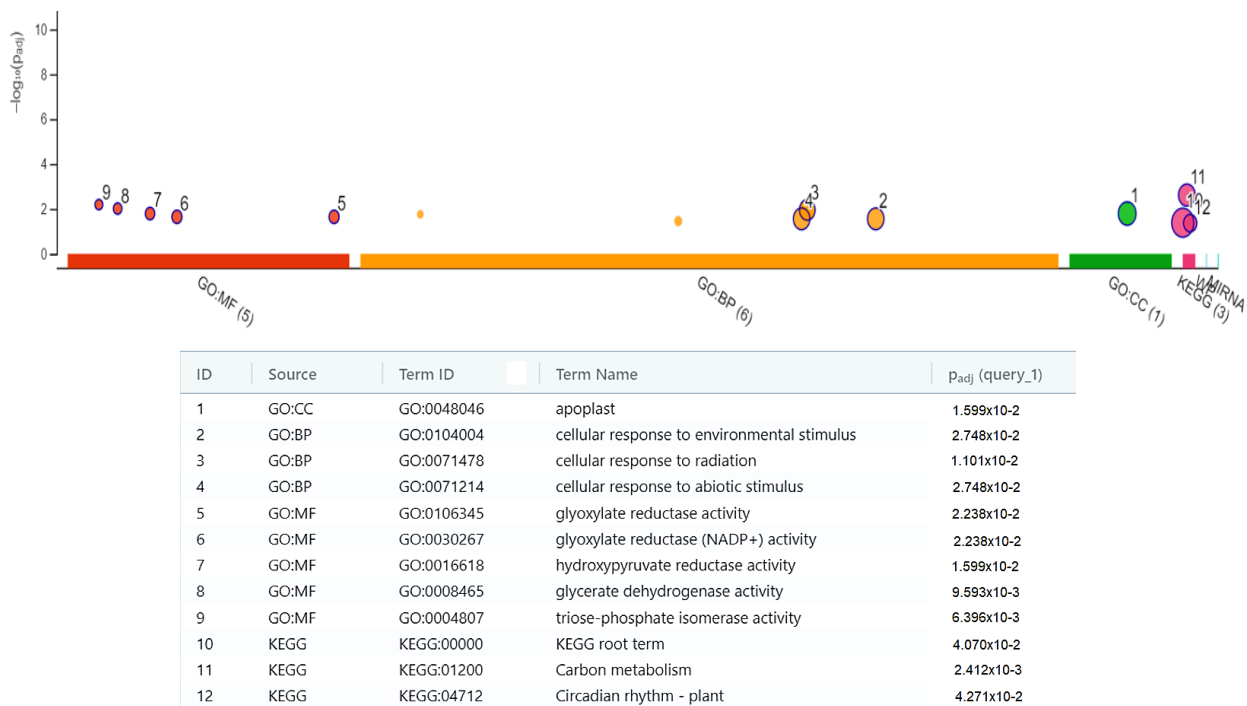 10
8
6
4
2
0
−log₁₀(pₐdⱼ)
9
8
7
6
5
4
3
2
1
11
10
12
GO:MF (5)
GO:BP (6)
GO:CC (1)
KEGG (3)
WP
MIRNA
ID Source Term ID Term Name padj (query_1)
1 GO:CC GO:0048046 apoplast 1.599x10-2
2 GO:BP GO:0104004 cellular response to environmental stimulus 2.748x10-2
3 GO:BP GO:0071478 cellular response to radiation 1.101x10-2
4 GO:BP GO:0071214 cellular response to abiotic stimulus 2.748x10-2
5 GO:MF GO:0106345 glyoxylate reductase activity 2.238x10-2
6 GO:MF GO:0030267 glyoxylate reductase (NADP+) activity 2.238x10-2
7 GO:MF GO:0016618 hydroxypyruvate reductase activity 1.599x10-2
8 GO:MF GO:0008465 glycerate dehydrogenase activity 9.593x10-3
9 GO:MF GO:0004807 triose-phosphate isomerase activity 6.396x10-3
10 KEGG KEGG:00000 KEGG root term 4.070x10-2
11 KEGG KEGG:01200 Carbon metabolism 2.412x10-3
12 KEGG KEGG:04712 Circadian rhythm - plant 4.271x10-2